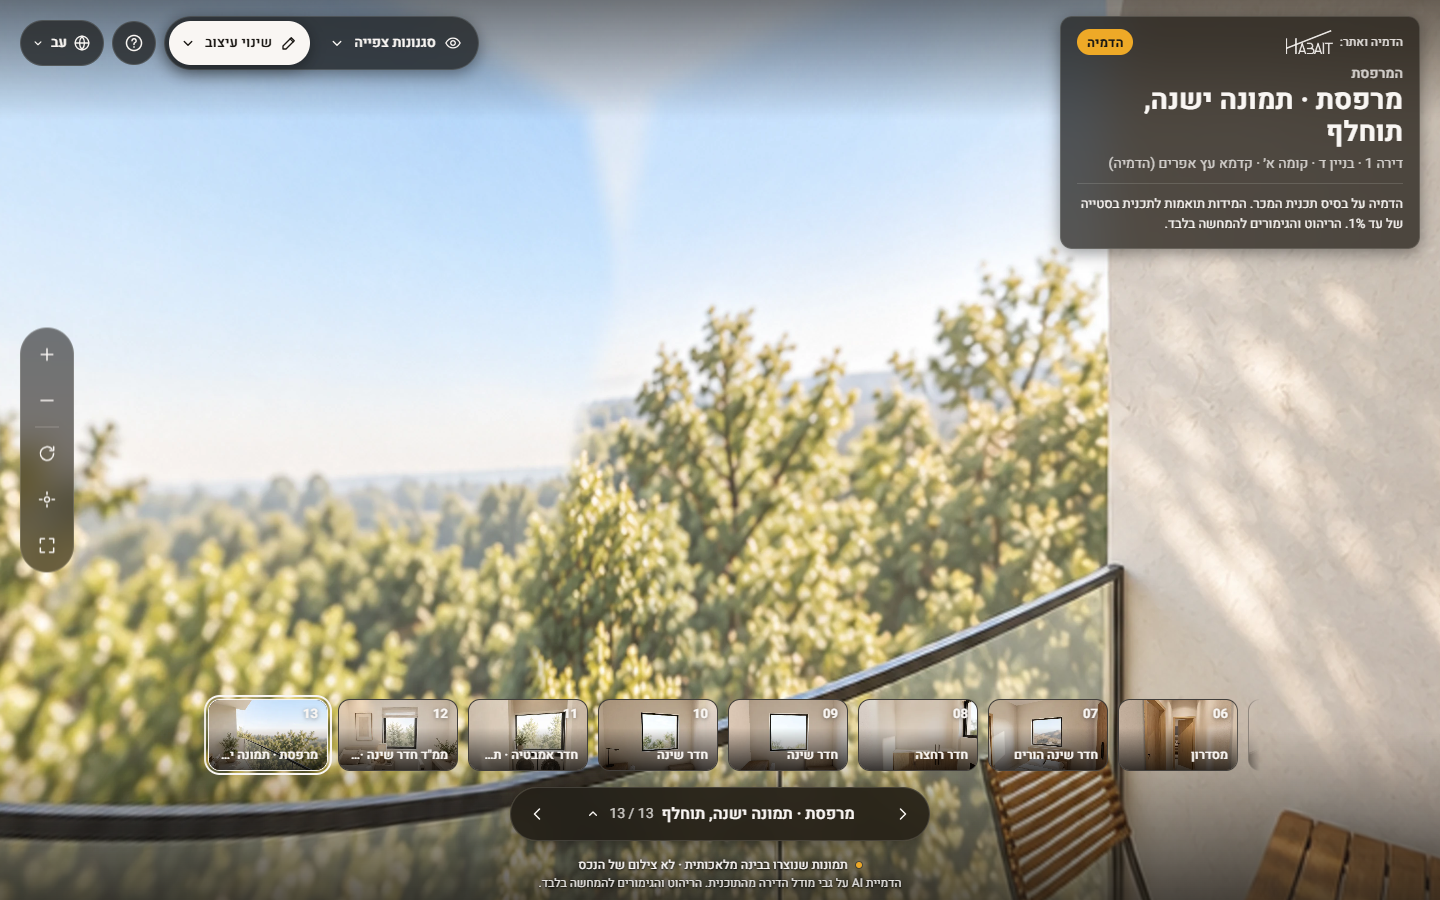 הדמיה ואתר: HABAIT
הדמיה
המרפסת
מרפסת · תמונה ישנה,
תוחלף
דירה 1 · בניין ד · קומה א׳ · קדמא עץ אפרים (הדמיה)
הדמיה על בסיס תכנית המכר. המידות תואמות לתכנית בסטייה
של עד 1%. הריהוט והגימורים להמחשה בלבד.
סגנונות צפייה
שינוי עיצוב
עב
06
מסדרון
07
חדר שינה הורים
08
חדר רחצה
09
חדר שינה
10
חדר שינה
11
חדר אמבטיה · ת...
12
ממ"ד חדר שינה ·...
13
מרפסת · תמונה י...
מרפסת · תמונה ישנה, תוחלף 13 / 13
תמונות שנוצרו בבינה מלאכותית · לא צילום של הנכס
הדמיית AI על גבי מודל הדירה מהתוכנית. הריהוט והגימורים להמחשה בלבד.